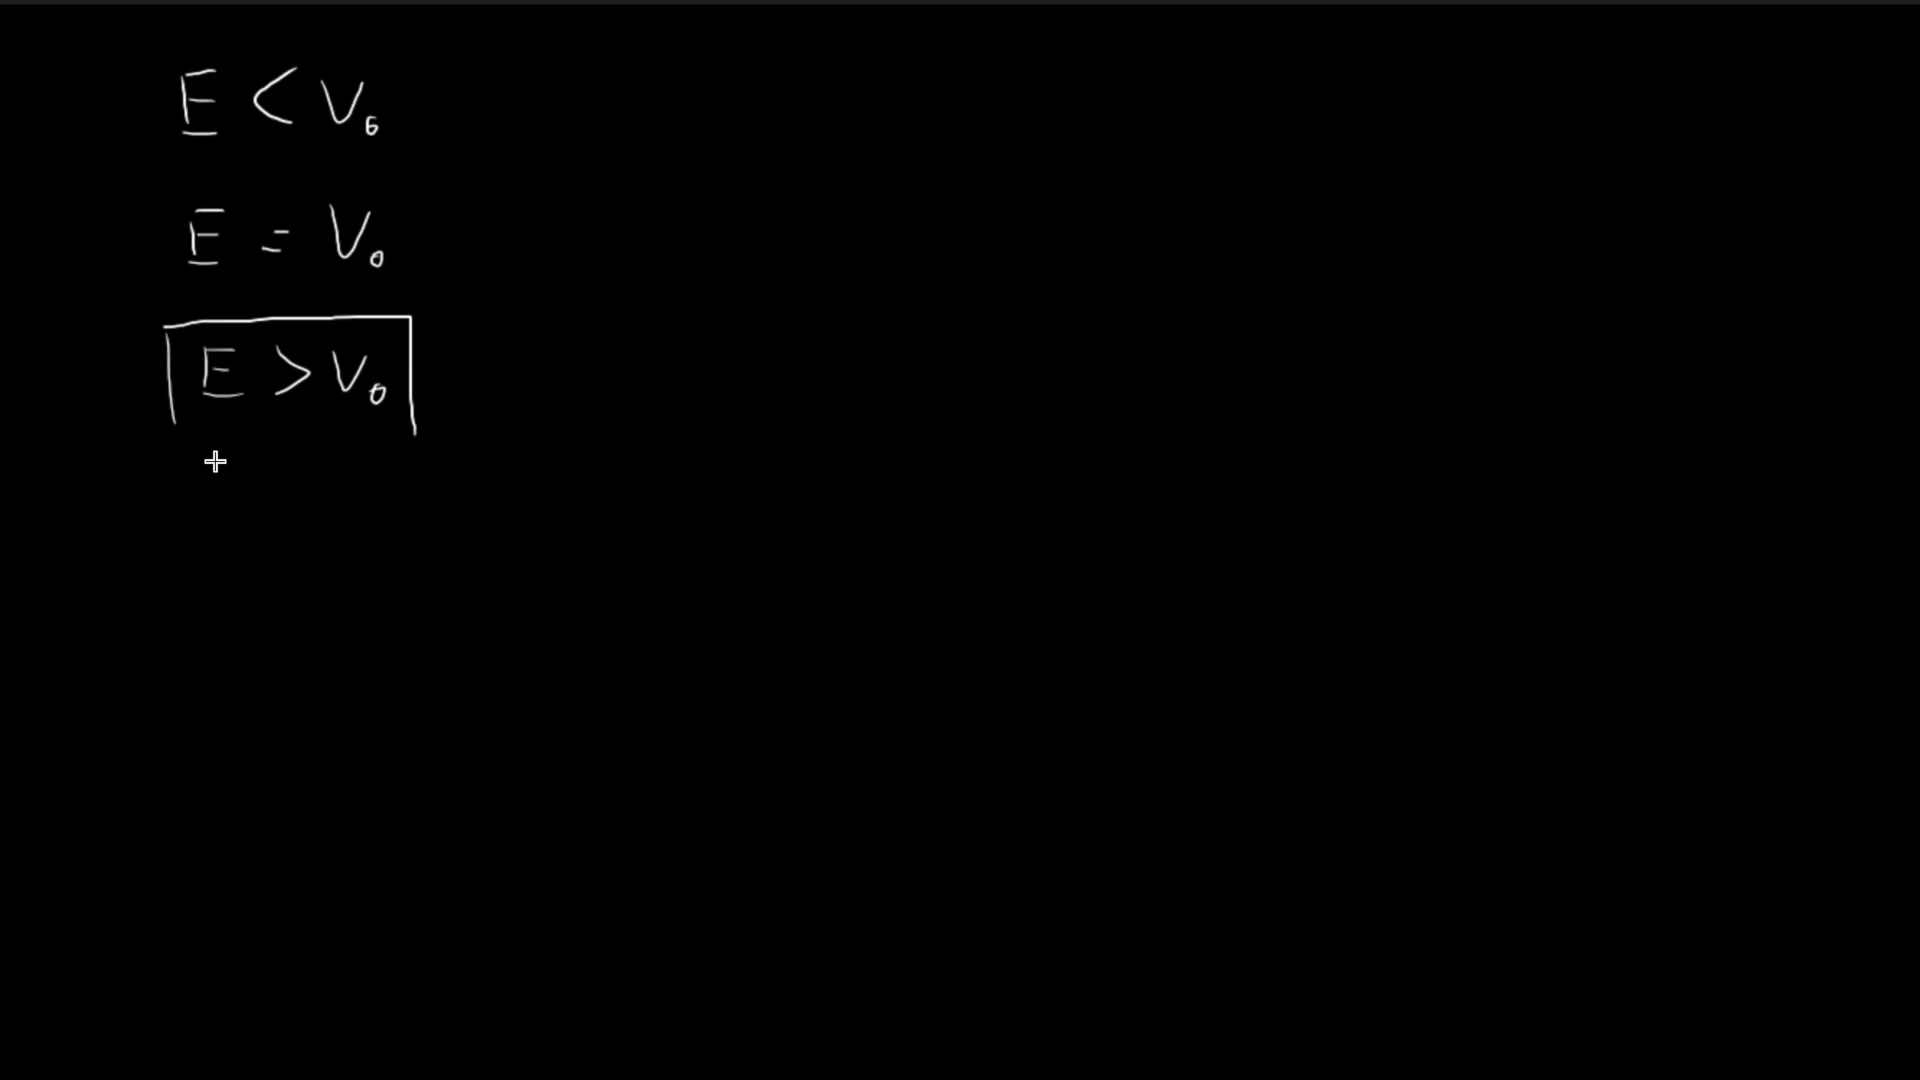 E < V₀
E = V₀
E > V₀